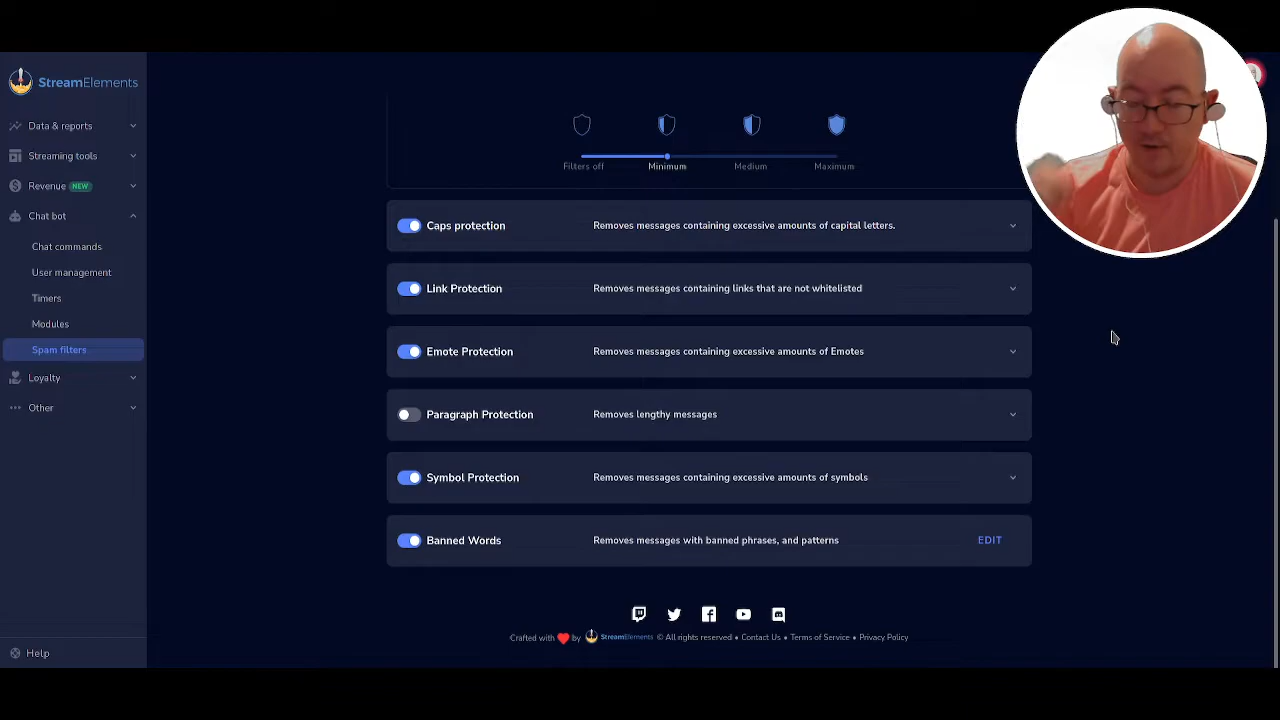 StreamElements
Data & reports
Streaming tools
Revenue NEW
Chat bot
Chat commands
User management
Timers
Modules
Spam filters
Loyalty
Other
Help
Filters off
Minimum
Medium
Maximum
Caps protection
Removes messages containing excessive amounts of capital letters.
Link Protection
Removes messages containing links that are not whitelisted
Emote Protection
Removes messages containing excessive amounts of Emotes
Paragraph Protection
Removes lengthy messages
Symbol Protection
Removes messages containing excessive amounts of symbols
Banned Words
Removes messages with banned phrases, and patterns
EDIT
Crafted with ❤ by StreamElements © All rights reserved • Contact Us • Terms of Service • Privacy Policy